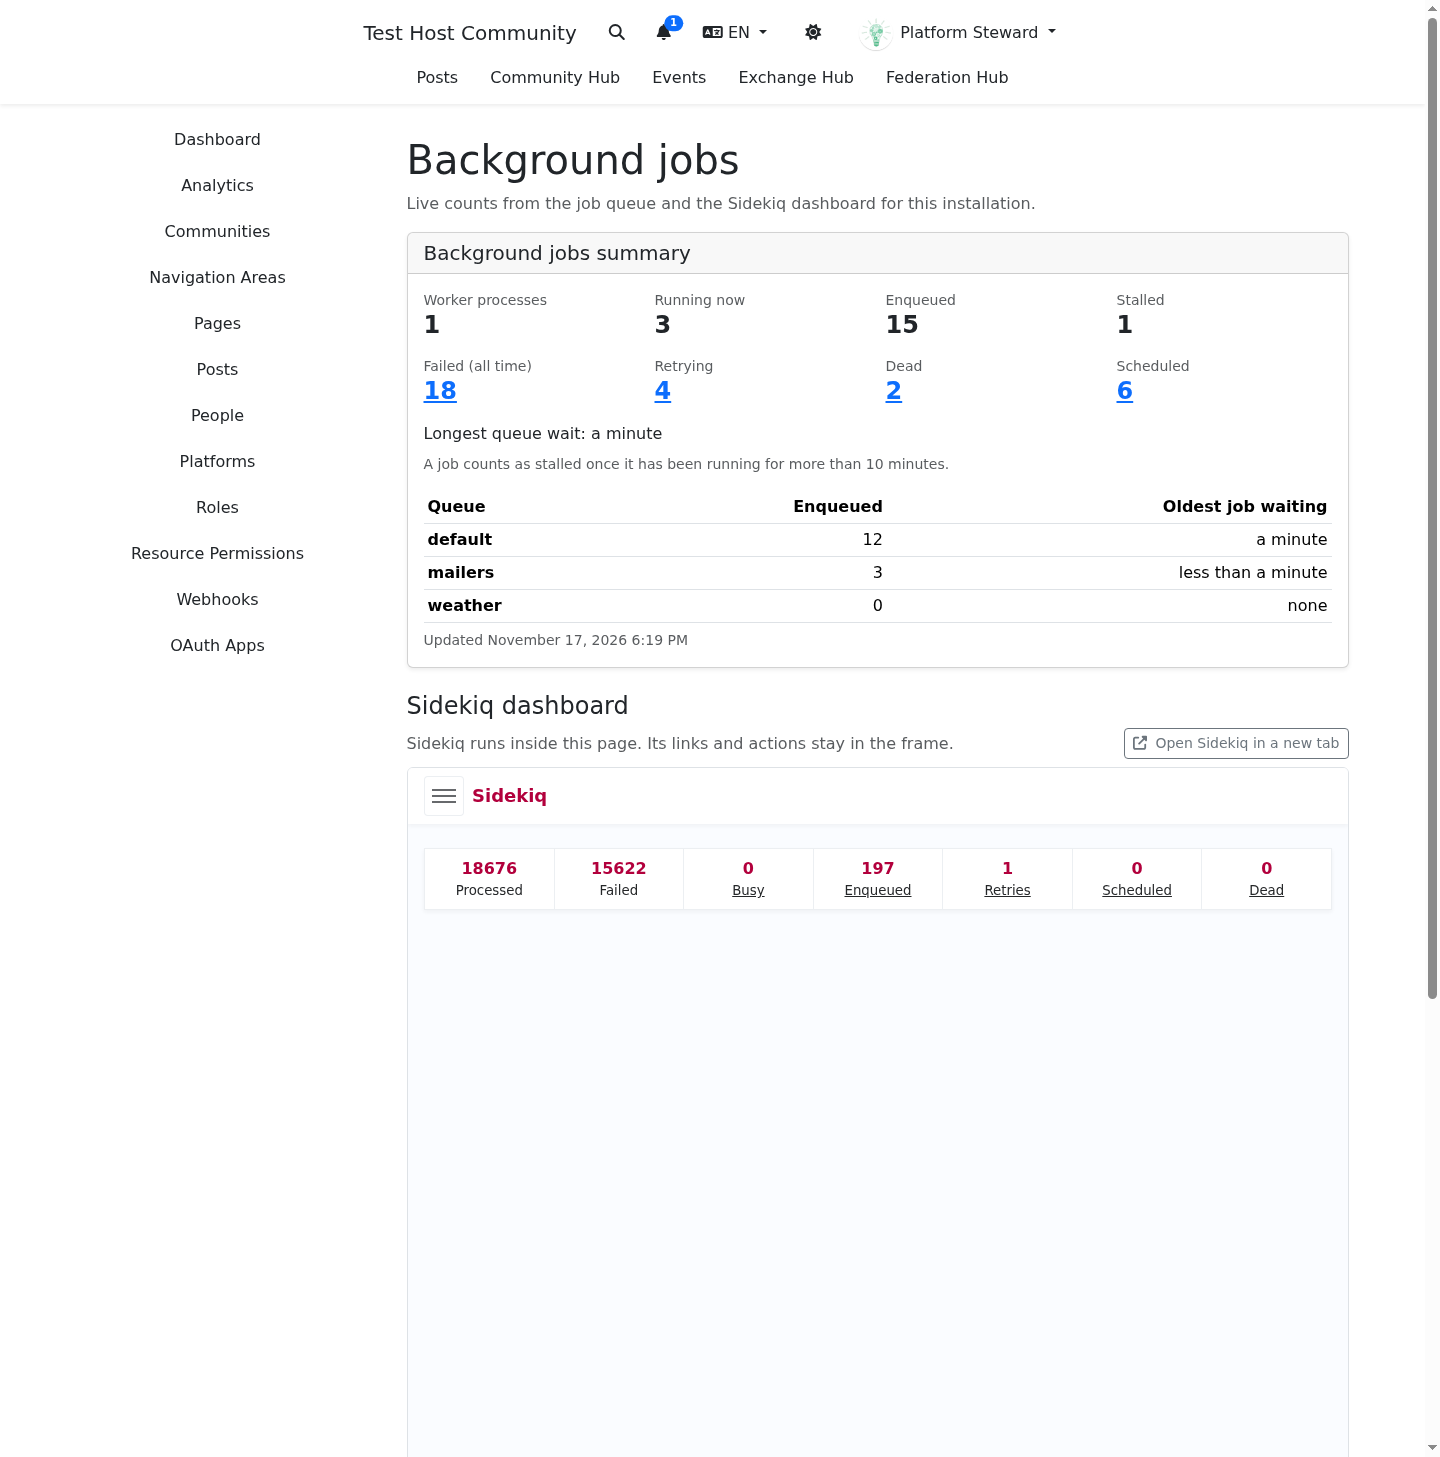 Test Host Community
1
EN
Platform Steward
Posts Community Hub Events Exchange Hub Federation Hub
Dashboard
Analytics
Communities
Navigation Areas
Pages
Posts
People
Platforms
Roles
Resource Permissions
Webhooks
OAuth Apps
Background jobs
Live counts from the job queue and the Sidekiq dashboard for this installation.
Background jobs summary
Worker processes Running now Enqueued Stalled
1 3 15 1
Failed (all time) Retrying Dead Scheduled
18 4 2 6
Longest queue wait: a minute
A job counts as stalled once it has been running for more than 10 minutes.
Queue Enqueued Oldest job waiting
default 12 a minute
mailers 3 less than a minute
weather 0 none
Updated November 17, 2026 6:19 PM
Sidekiq dashboard
Sidekiq runs inside this page. Its links and actions stay in the frame.
Open Sidekiq in a new tab
Sidekiq
18676 15622 0 197 1 0 0
Processed Failed Busy Enqueued Retries Scheduled Dead